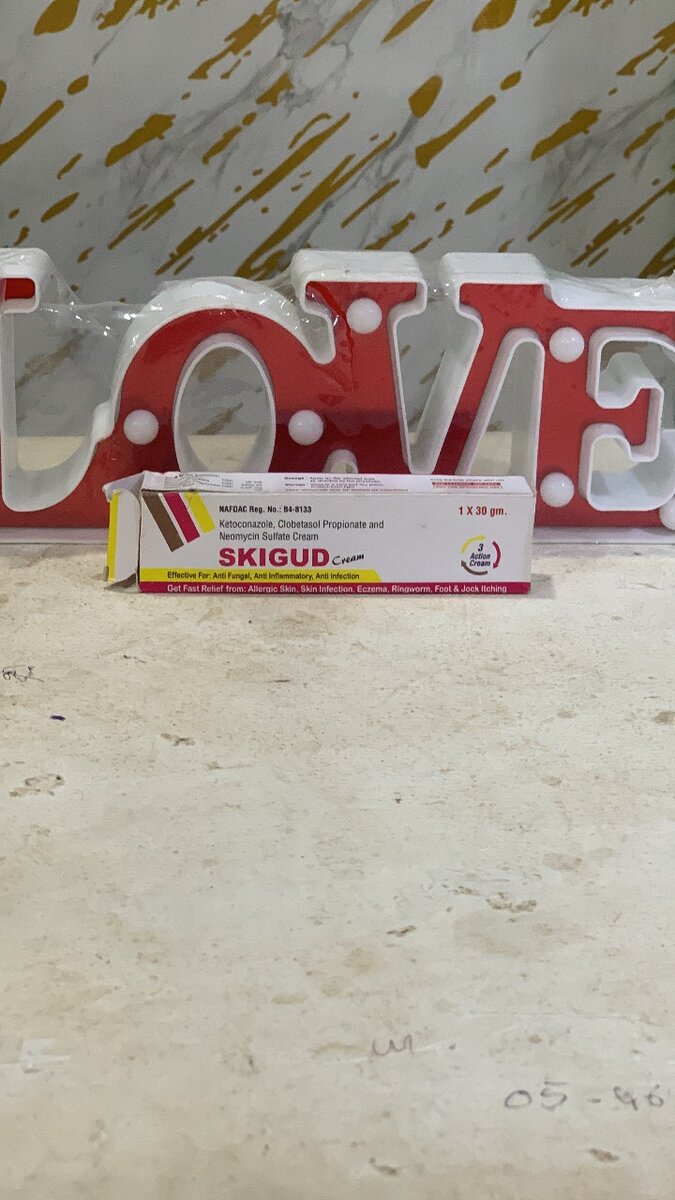 LOVE
NAFDAC Reg. No.: B4-8133
1 X 30 gm.
Ketoconazole, Clobetasol Propionate and
Neomycin Sulfate Cream
SKIGUD Cream
3
Action
Cream
Effective For: Anti Fungal, Anti Inflammatory, Anti Infection
Get Fast Relief from: Allergic Skin, Skin Infection, Eczema, Ringworm, Foot & Jock Itching